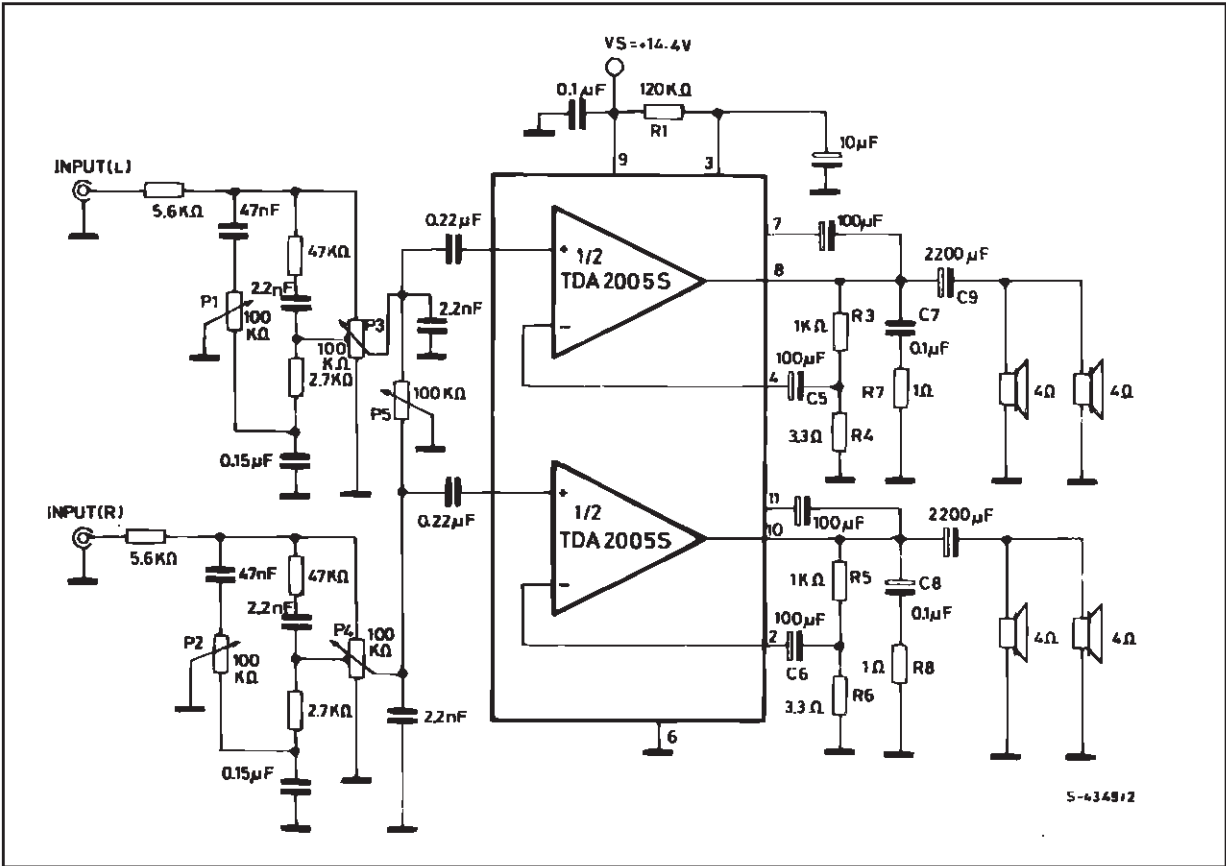 VS=+14.4V
0.1µF
120KΩ
R1
10µF
9
3
INPUT(L)
5.6KΩ
47nF
47KΩ
2.2nF
P1
100
KΩ
P3
100
KΩ
2.7KΩ
0.15µF
0.22µF
2.2nF
100KΩ
P5
0.22µF
1/2
TDA2005S
+
-
7
100µF
8
2200µF
C9
R3
1KΩ
C7
0.1µF
100µF
4
C5
R7
1Ω
3.3Ω
R4
4Ω
4Ω
INPUT(R)
5.6KΩ
47nF
47KΩ
2.2nF
P2
100
KΩ
P4
100
KΩ
2.7KΩ
0.15µF
2.2nF
+
1/2
TDA2005S
-
11
100µF
10
2200µF
1KΩ
R5
C8
0.1µF
100µF
2
C6
1Ω
R8
3.3Ω
R6
4Ω
4Ω
6
S-4349/2